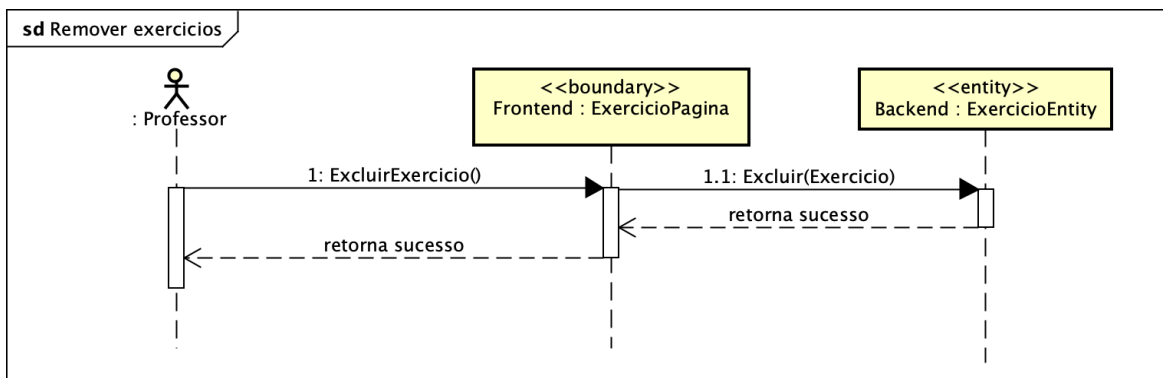 sd Remover exercicios
: Professor
<<boundary>>
Frontend : ExercicioPagina
<<entity>>
Backend : ExercicioEntity
1: ExcluirExercicio()
1.1: Excluir(Exercicio)
retorna sucesso
retorna sucesso